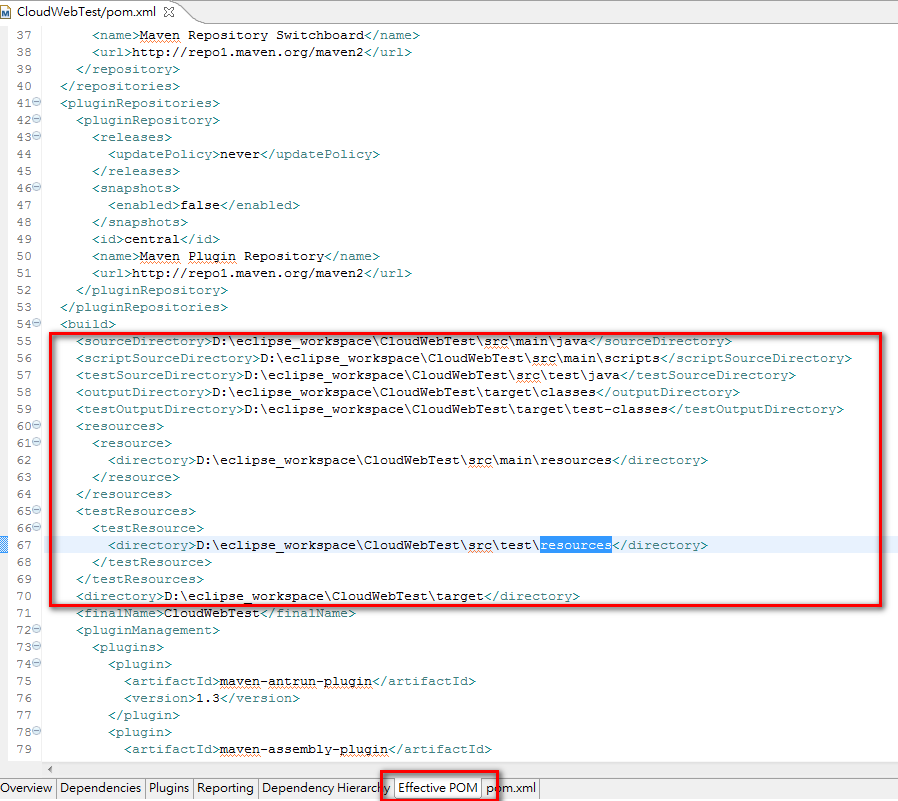 CloudWebTest/pom.xml
37 <name>Maven Repository Switchboard</name>
38 <url>http://repo1.maven.org/maven2</url>
39 </repository>
40 </repositories>
41 <pluginRepositories>
42 <pluginRepository>
43 <releases>
44 <updatePolicy>never</updatePolicy>
45 </releases>
46 <snapshots>
47 <enabled>false</enabled>
48 </snapshots>
49 <id>central</id>
50 <name>Maven Plugin Repository</name>
51 <url>http://repo1.maven.org/maven2</url>
52 </pluginRepository>
53 </pluginRepositories>
54 <build>
55 <sourceDirectory>D:\eclipse_workspace\CloudWebTest\src\main\java</sourceDirectory>
56 <scriptSourceDirectory>D:\eclipse_workspace\CloudWebTest\src\main\scripts</scriptSourceDirectory>
57 <testSourceDirectory>D:\eclipse_workspace\CloudWebTest\src\test\java</testSourceDirectory>
58 <outputDirectory>D:\eclipse_workspace\CloudWebTest\target\classes</outputDirectory>
59 <testOutputDirectory>D:\eclipse_workspace\CloudWebTest\target\test-classes</testOutputDirectory>
60 <resources>
61 <resource>
62 <directory>D:\eclipse_workspace\CloudWebTest\src\main\resources</directory>
63 </resource>
64 </resources>
65 <testResources>
66 <testResource>
67 <directory>D:\eclipse_workspace\CloudWebTest\src\test\resources</directory>
68 </testResource>
69 </testResources>
70 <directory>D:\eclipse_workspace\CloudWebTest\target</directory>
71 <finalName>CloudWebTest</finalName>
72 <pluginManagement>
73 <plugins>
74 <plugin>
75 <artifactId>maven-antrun-plugin</artifactId>
76 <version>1.3</version>
77 </plugin>
78 <plugin>
79 <artifactId>maven-assembly-plugin</artifactId>
Overview Dependencies Plugins Reporting Dependency Hierarchy Effective POM pom.xml